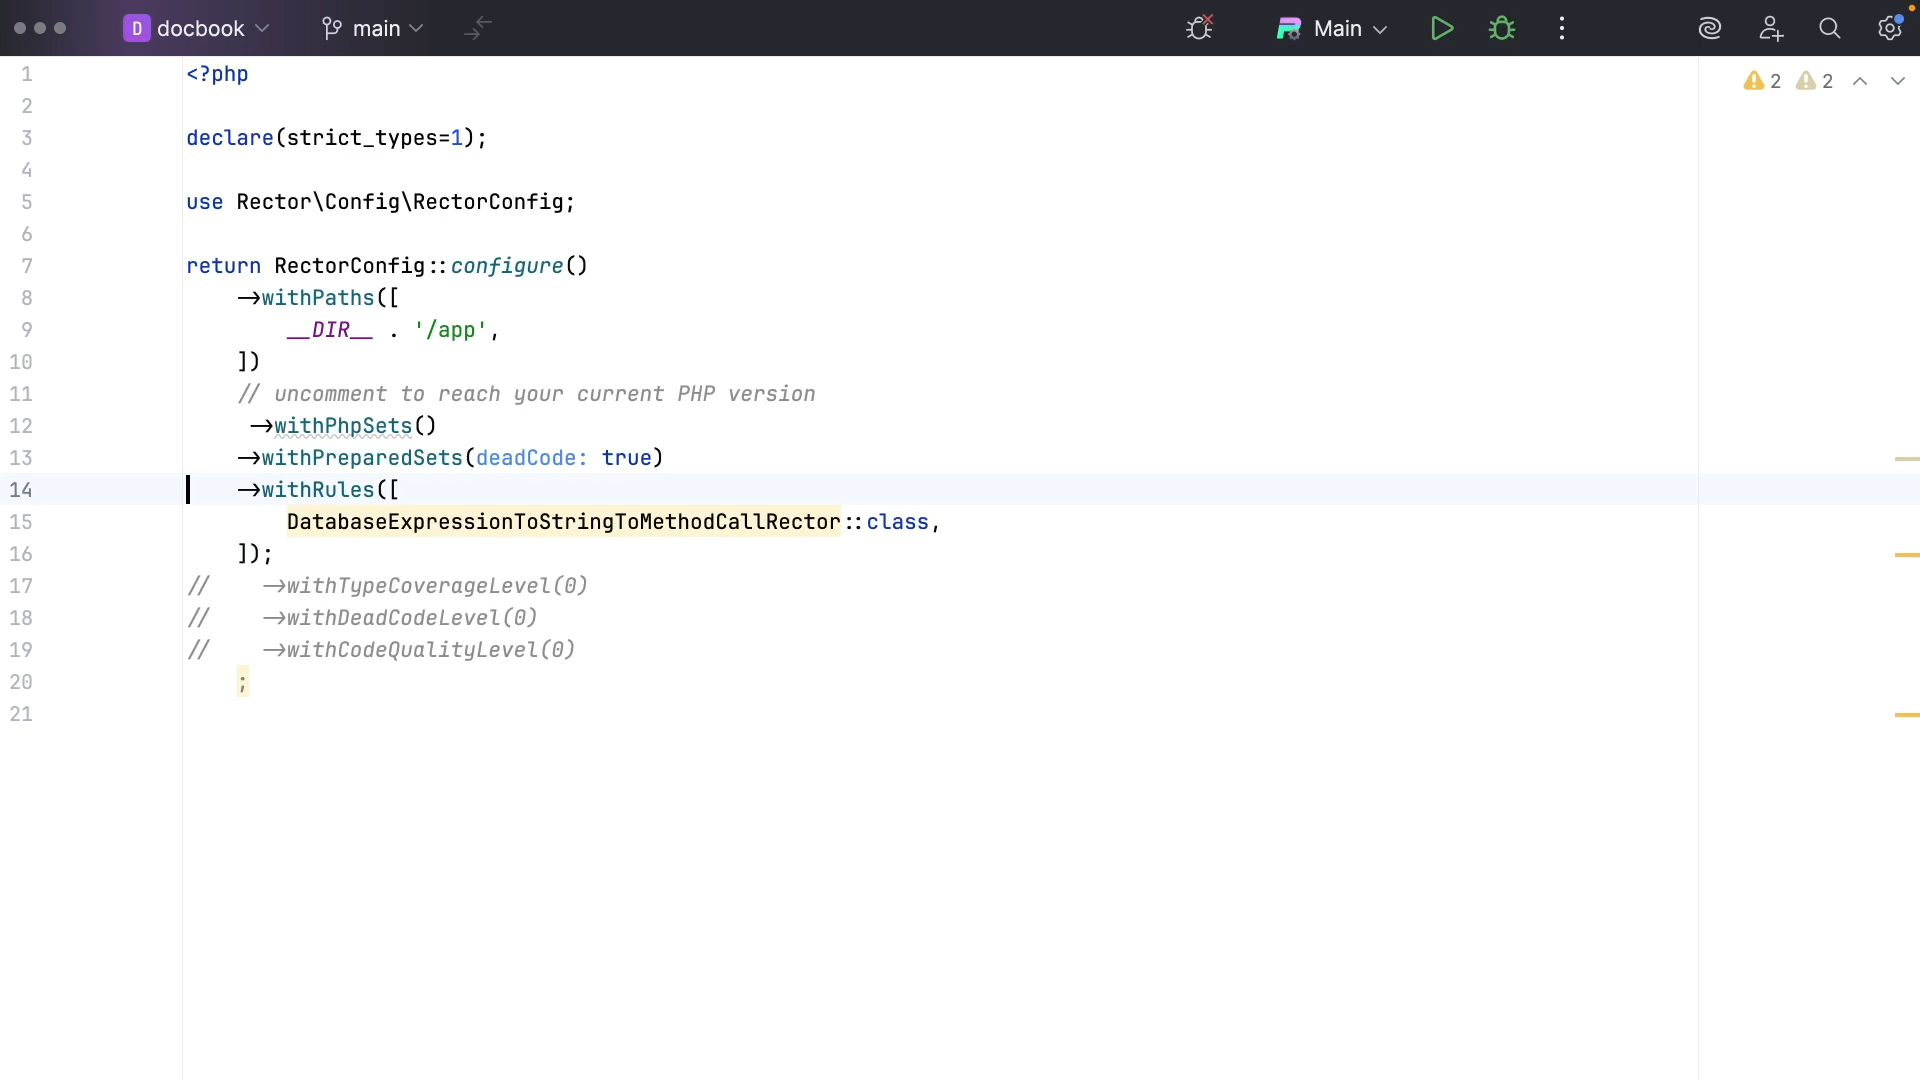 D docbook main Main
1 <?php 2 2
2
3 declare(strict_types=1);
4
5 use Rector\Config\RectorConfig;
6
7 return RectorConfig::configure()
8 ->withPaths([
9 __DIR__ . '/app',
10 ])
11 // uncomment to reach your current PHP version
12 ->withPhpSets()
13 ->withPreparedSets(deadCode: true)
14 ->withRules([
15 DatabaseExpressionToStringToMethodCallRector::class,
16 ]);
17 // ->withTypeCoverageLevel(0)
18 // ->withDeadCodeLevel(0)
19 // ->withCodeQualityLevel(0)
20 ;
21